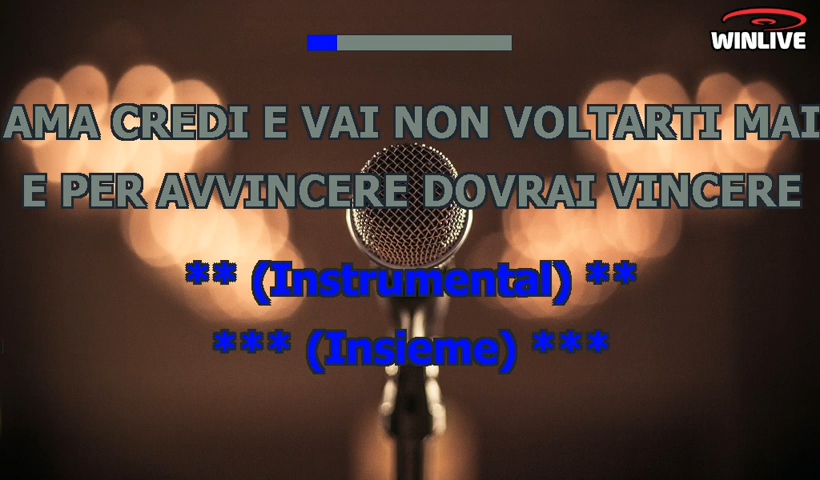 WINLIVE
AMA CREDI E VAI NON VOLTARTI MAI
E PER AVVINCERE DOVRAI VINCERE
** (Instrumental) **
*** (Insieme) ***